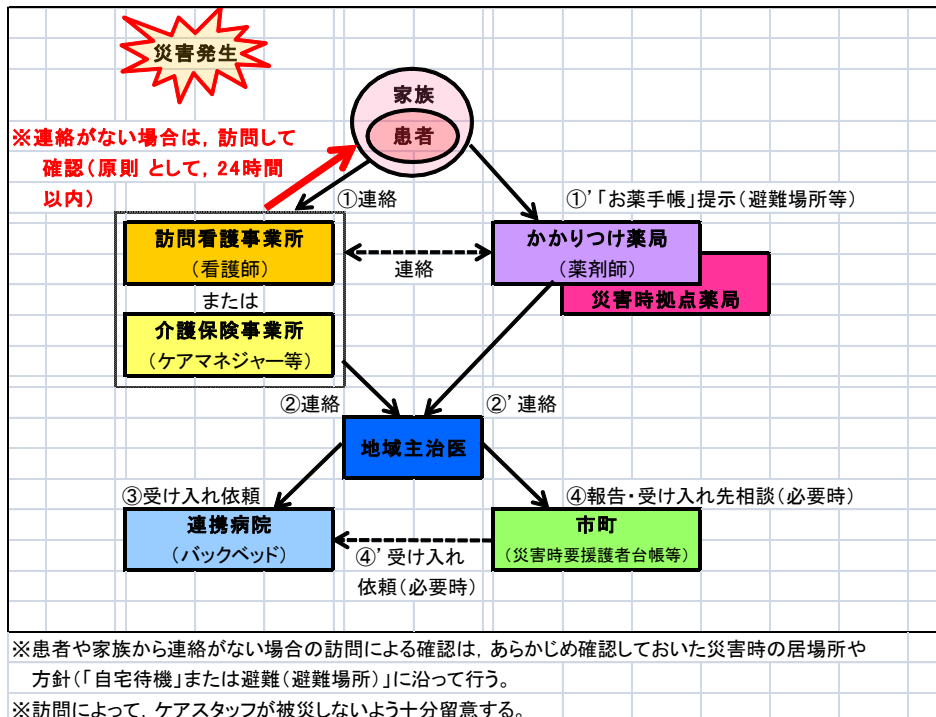 災害発生
家族
患者
※連絡がない場合は，訪問して
確認（原則 として，24時間
以内）
①連絡
①’「お薬手帳」提示（避難場所等）
訪問看護事業所
（看護師）
連絡
かかりつけ薬局
（薬剤師）
災害時拠点薬局
または
介護保険事業所
（ケアマネジャー等）
②連絡
②’連絡
地域主治医
③受け入れ依頼
④報告・受け入れ先相談（必要時）
連携病院
（バックベッド）
④’受け入れ
依頼（必要時）
市町
（災害時要援護者台帳等）
※患者や家族から連絡がない場合の訪問による確認は，あらかじめ確認しておいた災害時の居場所や
方針（「自宅待機」または避難（避難場所）」に沿って行う。
※訪問によって，ケアスタッフが被災しないよう十分留意する。